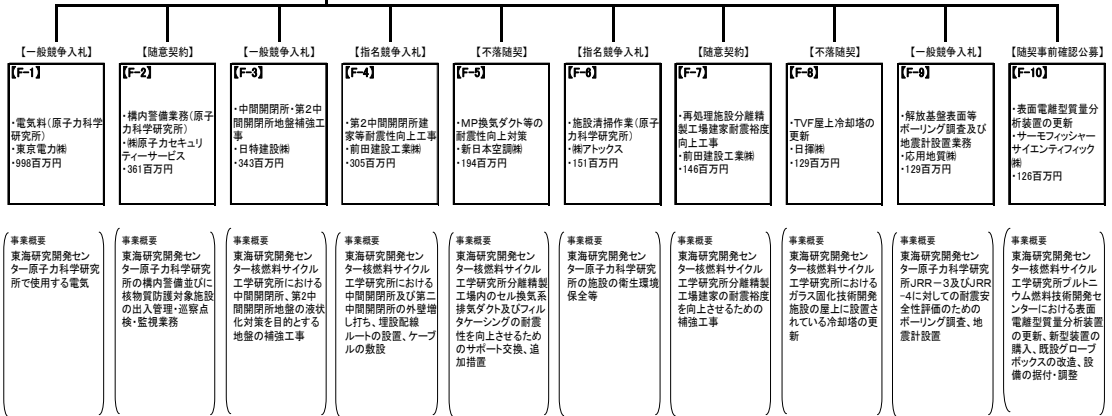 【一般競争入札】
【F-1】
・電気料(原子力科学
研究所)
・東京電力㈱
・998百万円
事業概要
東海研究開発セン
ター原子力科学研究
所で使用する電気
【随意契約】
【F-2】
・構内警備業務(原子
力科学研究所)
・㈱原子力セキュリ
ティーサービス
・361百万円
事業概要
東海研究開発セン
ター原子力科学研究
所の構内警備並びに
核物質防護対象施設
の出入管理・巡察点
検・監視業務
【一般競争入札】
【F-3】
・中間開閉所・第2中
間開閉所地盤補強工
事
・日特建設㈱
・343百万円
事業概要
東海研究開発セン
ター核燃料サイクル
工学研究所における
中間開閉所、第2中
間開閉所地盤の液状
化対策を目的とする
地盤の補強工事
【指名競争入札】
【F-4】
・第2中間開閉所建
家等耐震性向上工事
・前田建設工業㈱
・305百万円
事業概要
東海研究開発セン
ター核燃料サイクル
工学研究所における
中間開閉所及び第二
中間開閉所の外壁増
し打ち、埋設配線
ルートの設置、ケーブ
ルの敷設
【不落随契】
【F-5】
・MP換気ダクト等の
耐震性向上対策
・新日本空調㈱
・194百万円
事業概要
東海研究開発セン
ター核燃料サイクル
工学研究所分離精製
工場内のセル換気系
排気ダクト及びフィル
タケーシングの耐震
性を向上させるため
のサポート交換、追
加措置
【指名競争入札】
【F-6】
・施設清掃作業(原子
力科学研究所)
・㈱アトックス
・151百万円
事業概要
東海研究開発セン
ター原子力科学研究
所の施設の衛生環境
保全等
【随意契約】
【F-7】
・再処理施設分離精
製工場建家耐震裕度
向上工事
・前田建設工業㈱
・146百万円
事業概要
東海研究開発セン
ター核燃料サイクル
工学研究所分離精製
工場建家の耐震裕度
を向上させるための
補強工事
【不落随契】
【F-8】
・TVF屋上冷却塔の
更新
・日揮㈱
・129百万円
事業概要
東海研究開発セン
ター核燃料サイクル
工学研究所における
ガラス固化技術開発
施設の屋上に設置さ
れている冷却塔の更
新
【一般競争入札】
【F-9】
・解放基盤表面等
ボーリング調査及び
地震計設置業務
・応用地質㈱
・129百万円
事業概要
東海研究開発セン
ター原子力科学研究
所JRR-3及びJRR
-4に対しての耐震安
全性評価のための
ボーリング調査、地
震計設置
【随契事前確認公募】
【F-10】
・表面電離型質量分
析装置の更新
・サーモフィッシャー
サイエンティフィック
㈱
・126百万円
事業概要
東海研究開発セン
ター核燃料サイクル
工学研究所プルトニ
ウム燃料技術開発セ
ンターにおける表面
電離型質量分析装置
の更新、新型装置の
購入、既設グローブ
ボックスの改造、設
備の据付・調整